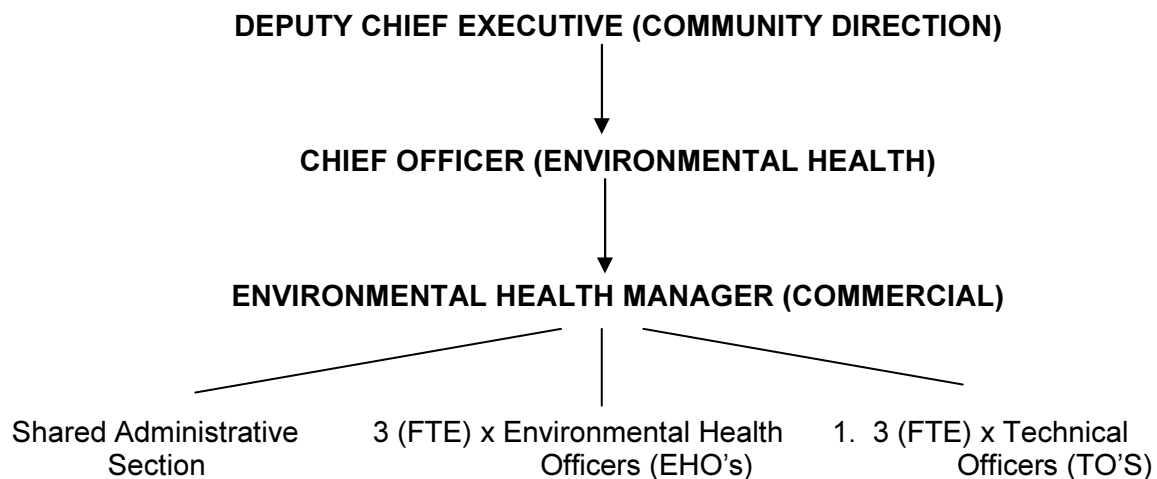 DEPUTY CHIEF EXECUTIVE (COMMUNITY DIRECTION)
CHIEF OFFICER (ENVIRONMENTAL HEALTH)
ENVIRONMENTAL HEALTH MANAGER (COMMERCIAL)
Shared Administrative
Section
3 (FTE) x Environmental Health
Officers (EHO’s)
1. 3 (FTE) x Technical
Officers (TO’S)